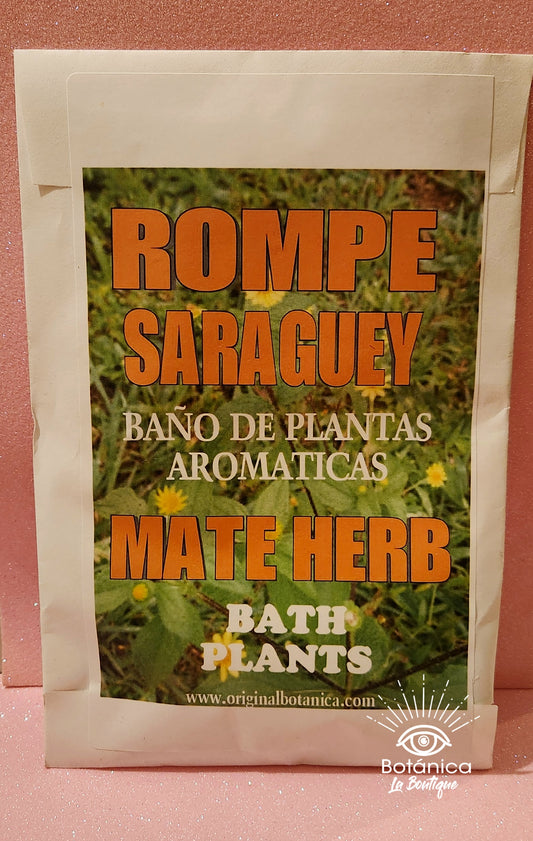 ROMPE
SARAGUEY
BAÑO DE PLANTAS
AROMATICAS
MATE HERB
BATH
PLANTS
www.originalbotanica.com
Botánica
La Boutique